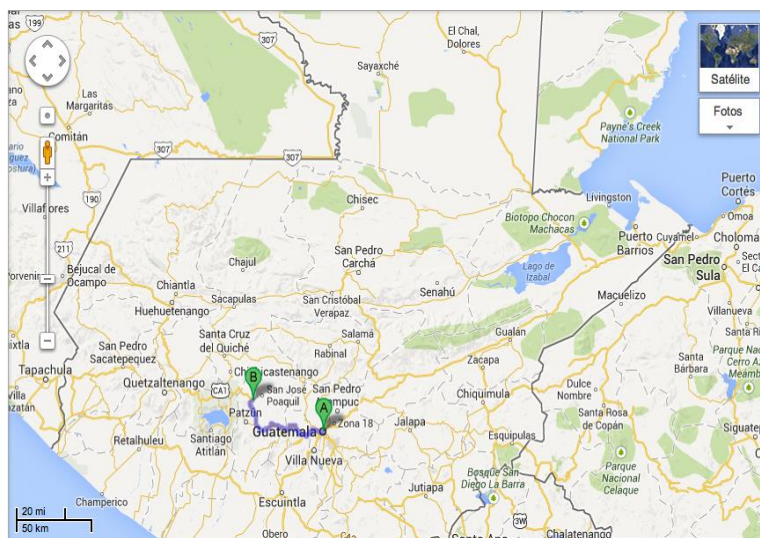 199
El Chal,
Dolores
307
Sayaxché
Satélite
Las
Margaritas
Fotos
Comitán
307
Payne's Creek
National Park
307
307
190
Villaflores
Livingston
Puerto
Cortés
Chisec
Omoa
211
Biotopo Chocon
Machacas
Puerto
Barrios
Cuyamel
Choloma
San Pedro
Carchá
Chajul
Bejucal de
Ocampo
Lago de
Izabal
San Pedro
Sula
Chiantla
Senahú
Sacapulas
San Cristóbal
Verapaz
Macuelizo
Huehuetenango
Villanueva
Gualán
Santa Cruz
del Quiché
Salamá
San Pedro
Sacatepequez
Rabinal
Zacapa
Santa
Bárbara
Tapachula
B
San José
Poaquil
San Pedro
Quetzaltenango
CA1
Chiquimula
Dulce
Nombre
A
Patzún
Zona 18
Santa Rosa
de Copán
Guatemala
Jalapa
Retalhuleu
Santiago
Atitlán
Esquipulas
Villa Nueva
Parque
Nacional
Celaque
Bosque San
Diego La Barra
20 mi
Champerico
Escuintla
Jutiapa
50 km
3W
Obero
Chalatenango